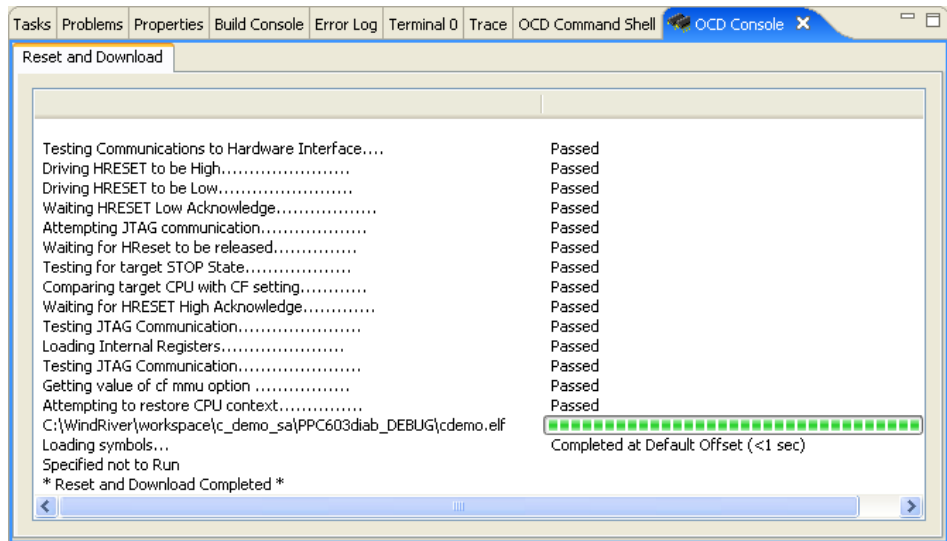 Tasks Problems Properties Build Console Error Log Terminal 0 Trace OCD Command Shell OCD Console
Reset and Download
Testing Communications to Hardware Interface.... Passed
Driving HRESET to be High....................... Passed
Driving HRESET to be Low........................ Passed
Waiting HRESET Low Acknowledge.................. Passed
Attempting JTAG communication................... Passed
Waiting for HReset to be released............... Passed
Testing for target STOP State................... Passed
Comparing target CPU with CF setting............ Passed
Waiting for HRESET High Acknowledge............. Passed
Testing JTAG Communication...................... Passed
Loading Internal Registers...................... Passed
Testing JTAG Communication...................... Passed
Getting value of cf mmu option ................. Passed
Attempting to restore CPU context............... Passed
C:\WindRiver\workspace\c_demo_sa\PPC603diab_DEBUG\cdemo.elf
Loading symbols... Completed at Default Offset (<1 sec)
Specified not to Run
* Reset and Download Completed *